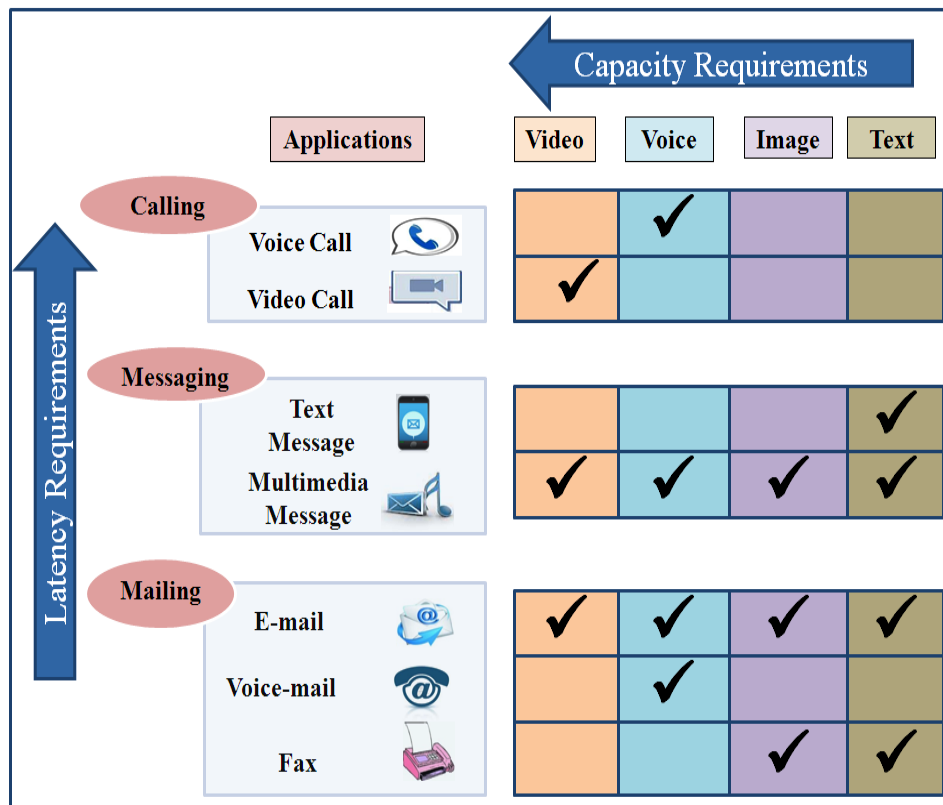 Capacity Requirements
Applications
Video
Voice
Image
Text
Latency Requirements
Calling
Voice Call
Video Call
Messaging
Text
Message
Multimedia
Message
Mailing
E-mail
@
Voice-mail
@
Fax